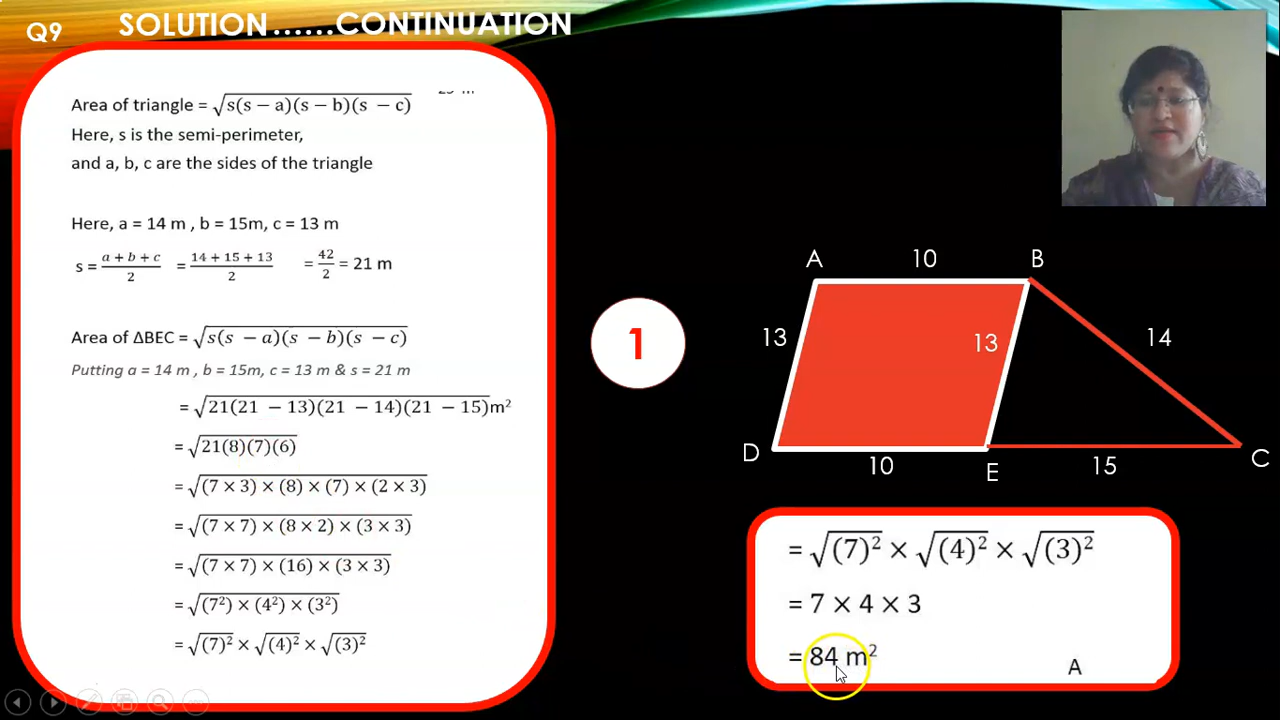 Q9
SOLUTION ......CONTINUATION
Area of triangle = √s(s − a)(s − b)(s − c)
Here, s is the semi-perimeter,
and a, b, c are the sides of the triangle
Here, a = 14 m , b = 15m, c = 13 m
s = a + b + c / 2 = 14 + 15 + 13 / 2 = 42 / 2 = 21 m
Area of ΔBEC = √s(s − a)(s − b)(s − c)
Putting a = 14 m , b = 15m, c = 13 m & s = 21 m
= √21(21 − 13)(21 − 14)(21 − 15)m²
= √21(8)(7)(6)
= √(7 × 3) × (8) × (7) × (2 × 3)
= √(7 × 7) × (8 × 2) × (3 × 3)
= √(7 × 7) × (16) × (3 × 3)
= √(7²) × (4²) × (3²)
= √(7)² × √(4)² × √(3)²
1
A 10 B
13 13 14
D 10 E 15 C
= √(7)² × √(4)² × √(3)²
= 7 × 4 × 3
= 84 m²
A